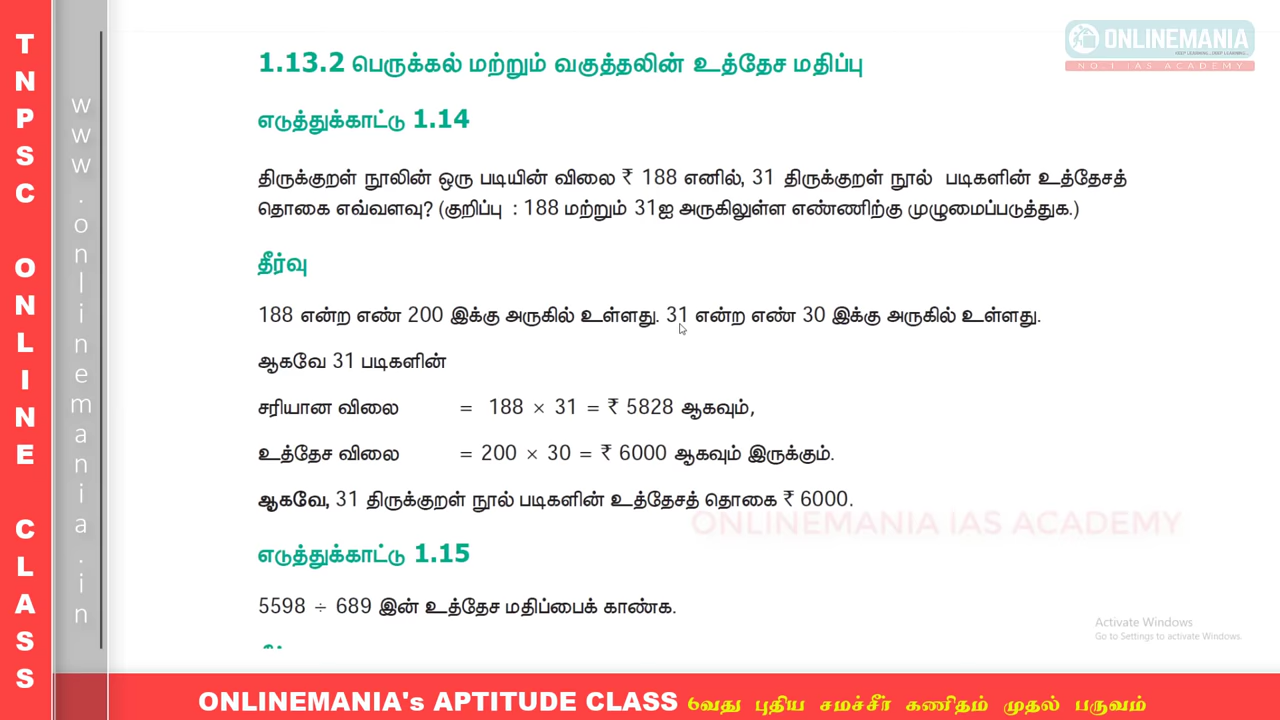 TNPSC ONLINE CLASS
www.onlinemania.in
ONLINEMANIA
KEEP LEARNING...KEEP GROWING...
NO.1 IAS ACADEMY
1.13.2 பெருக்கல் மற்றும் வகுத்தலின் உத்தேச மதிப்பு
எடுத்துக்காட்டு 1.14
திருக்குறள் நூலின் ஒரு படியின் விலை ₹ 188 எனில், 31 திருக்குறள் நூல் படிகளின் உத்தேசத்
தொகை எவ்வளவு? (குறிப்பு : 188 மற்றும் 31ஐ அருகிலுள்ள எண்ணிற்கு முழுமைப்படுத்துக.)
தீர்வு
188 என்ற எண் 200 இக்கு அருகில் உள்ளது. 31 என்ற எண் 30 இக்கு அருகில் உள்ளது.
ஆகவே 31 படிகளின்
சரியான விலை = 188 × 31 = ₹ 5828 ஆகவும்,
உத்தேச விலை = 200 × 30 = ₹ 6000 ஆகவும் இருக்கும்.
ஆகவே, 31 திருக்குறள் நூல் படிகளின் உத்தேசத் தொகை ₹ 6000.
ONLINEMANIA IAS ACADEMY
எடுத்துக்காட்டு 1.15
5598 ÷ 689 இன் உத்தேச மதிப்பைக் காண்க.
Activate Windows
Go to Settings to activate Windows.
ONLINEMANIA's APTITUDE CLASS 6வது புதிய சமச்சீர் கணிதம் முதல் பருவம்